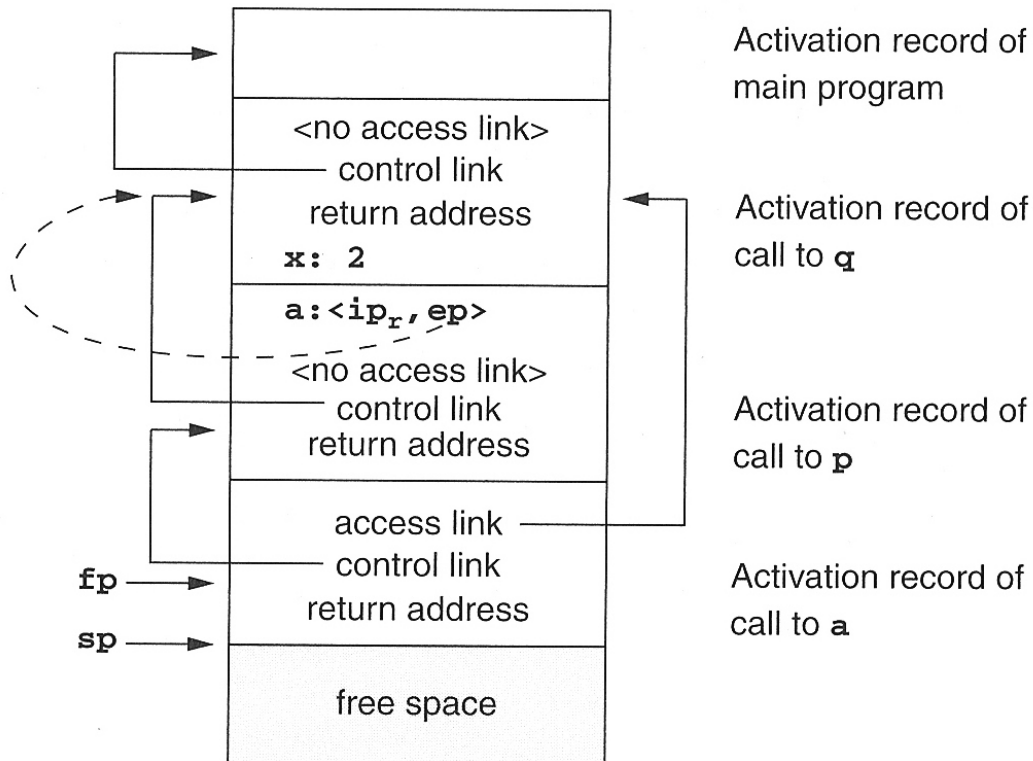 Activation record of
main program
<no access link>
control link
return address
x: 2
Activation record of
call to q
a:<ipr,ep>
<no access link>
control link
return address
Activation record of
call to p
access link
control link
return address
fp
sp
Activation record of
call to a
free space